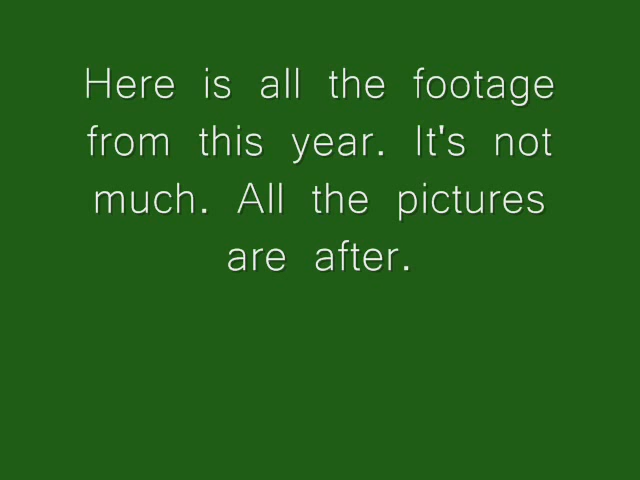 Here is all the footage
from this year. It's not
much. All the pictures
are after.